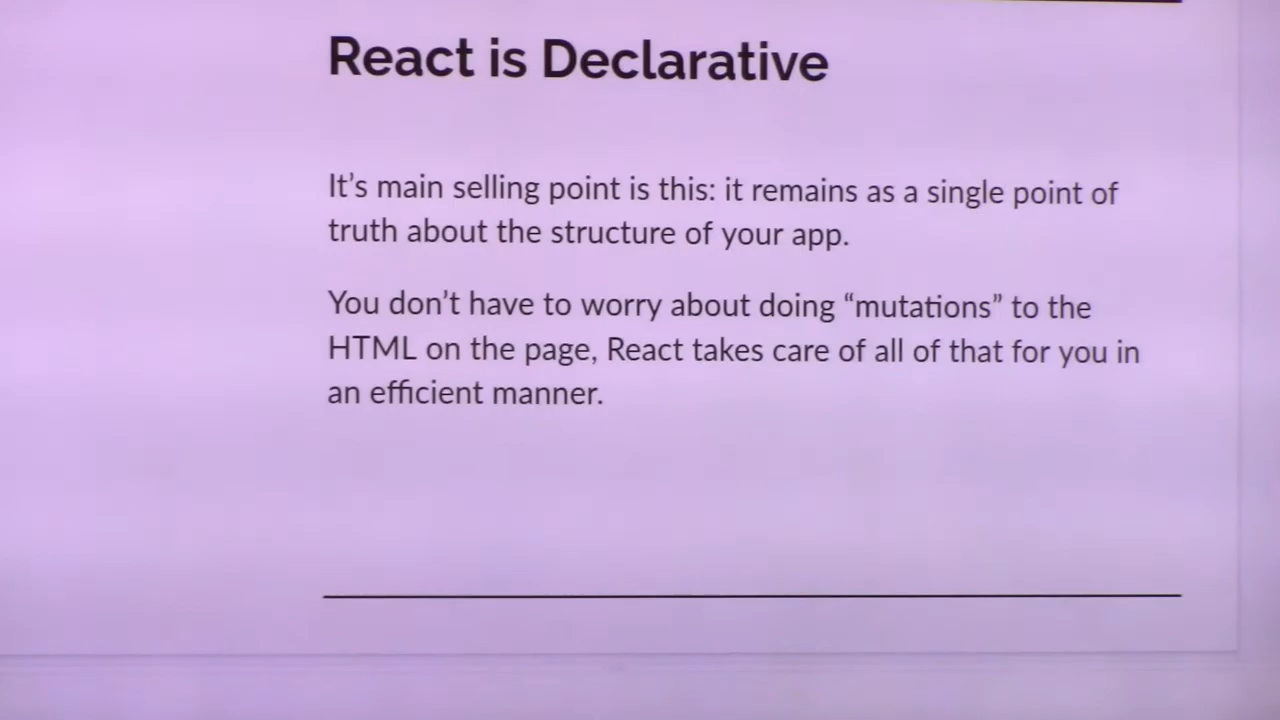 React is Declarative
It’s main selling point is this: it remains as a single point of
truth about the structure of your app.
You don’t have to worry about doing “mutations” to the
HTML on the page, React takes care of all of that for you in
an efficient manner.